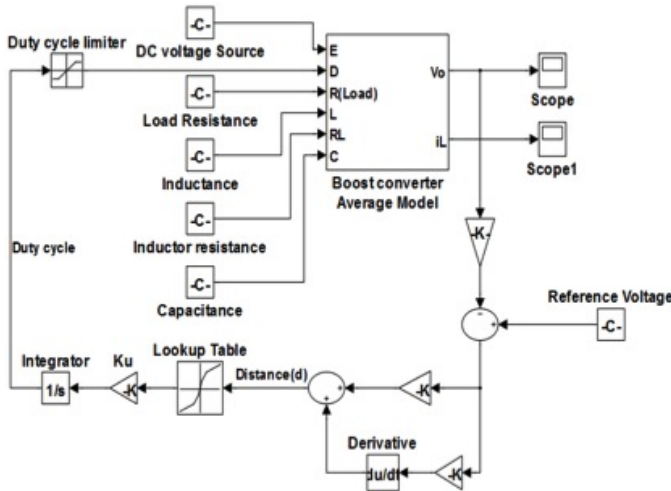 Duty cycle limiter
-C-
DC voltage Source
-C-
Load Resistance
-C-
Inductance
-C-
Inductor resistance
-C-
Capacitance
E
D
R(Load)
L
RL
C
Vo
iL
Boost converter
Average Model
Scope
Scope1
-K-
Reference Voltage
-C-
-
+
Duty cycle
Integrator
1/s
Ku
-K
Lookup Table
Distance(d)
+
+
-K
Derivative
du/dt
-K